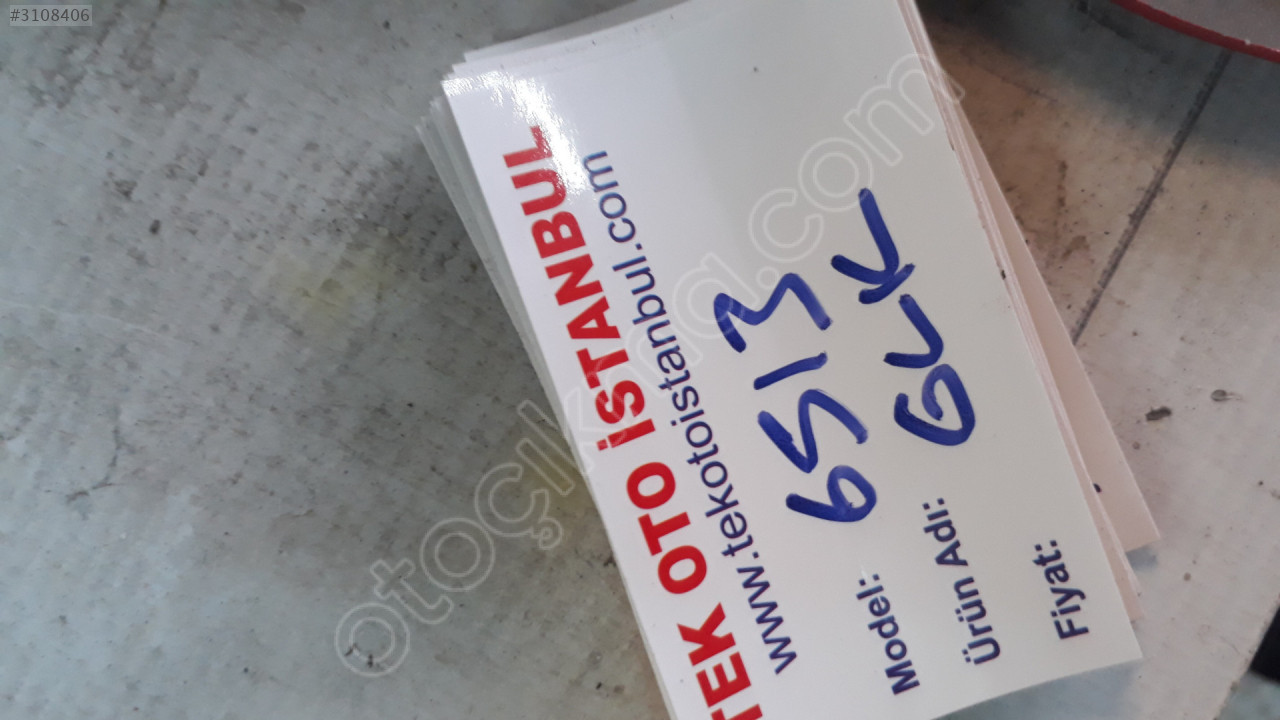 #3108406
TEK OTO İSTANBUL
www.tekotoistanbul.com
Model: 6513
Ürün Adı: GLK
Fiyat:
otoçıkma.com